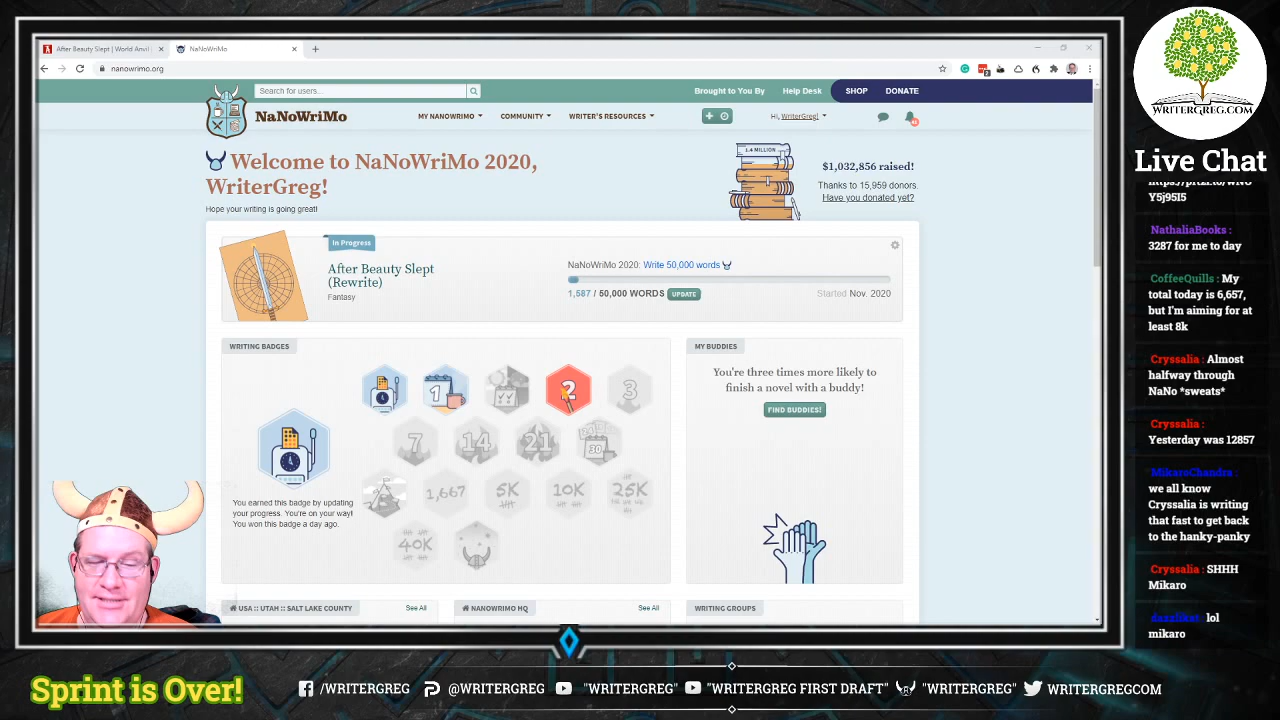 After Beauty Slept | World Anvil
NaNoWriMo
nanowrimo.org
Search for users...
Brought to You By
Help Desk
SHOP
DONATE
NaNoWriMo
MY NANOWRIMO
COMMUNITY
WRITER'S RESOURCES
Hi, WriterGreg!
Welcome to NaNoWriMo 2020,
WriterGreg!
Hope your writing is going great!
1.4 MILLION
$1,032,856 raised!
Thanks to 15,959 donors.
Have you donated yet?
In Progress
After Beauty Slept
(Rewrite)
Fantasy
NaNoWriMo 2020: Write 50,000 words
1,587 / 50,000 WORDS UPDATE
Started Nov. 2020
WRITING BADGES
1
2
3
7
14
21
30
1,667
5K
10K
25K
40K
You earned this badge by updating
your progress. You're on your way!
You won this badge a day ago.
MY BUDDIES
You're three times more likely to
finish a novel with a buddy!
FIND BUDDIES!
USA :: UTAH :: SALT LAKE COUNTY
See All
NANOWRIMO HQ
See All
WRITING GROUPS
WRITERGREG.COM
Live Chat
Y5j95I5
NathaliaBooks :
3287 for me to day
CoffeeQuills : My
total today is 6,657,
but I'm aiming for at
least 8k
Cryssalia : Almost
halfway through
NaNo *sweats*
Cryssalia :
Yesterday was 12857
MikaroChandra :
we all know
Cryssalia is writing
that fast to get back
to the hanky-panky
Cryssalia : SHHH
Mikaro
lol
mikaro
Sprint is Over!
/WRITERGREG
@WRITERGREG
"WRITERGREG"
"WRITERGREG FIRST DRAFT"
"WRITERGREG"
WRITERGREGCOM